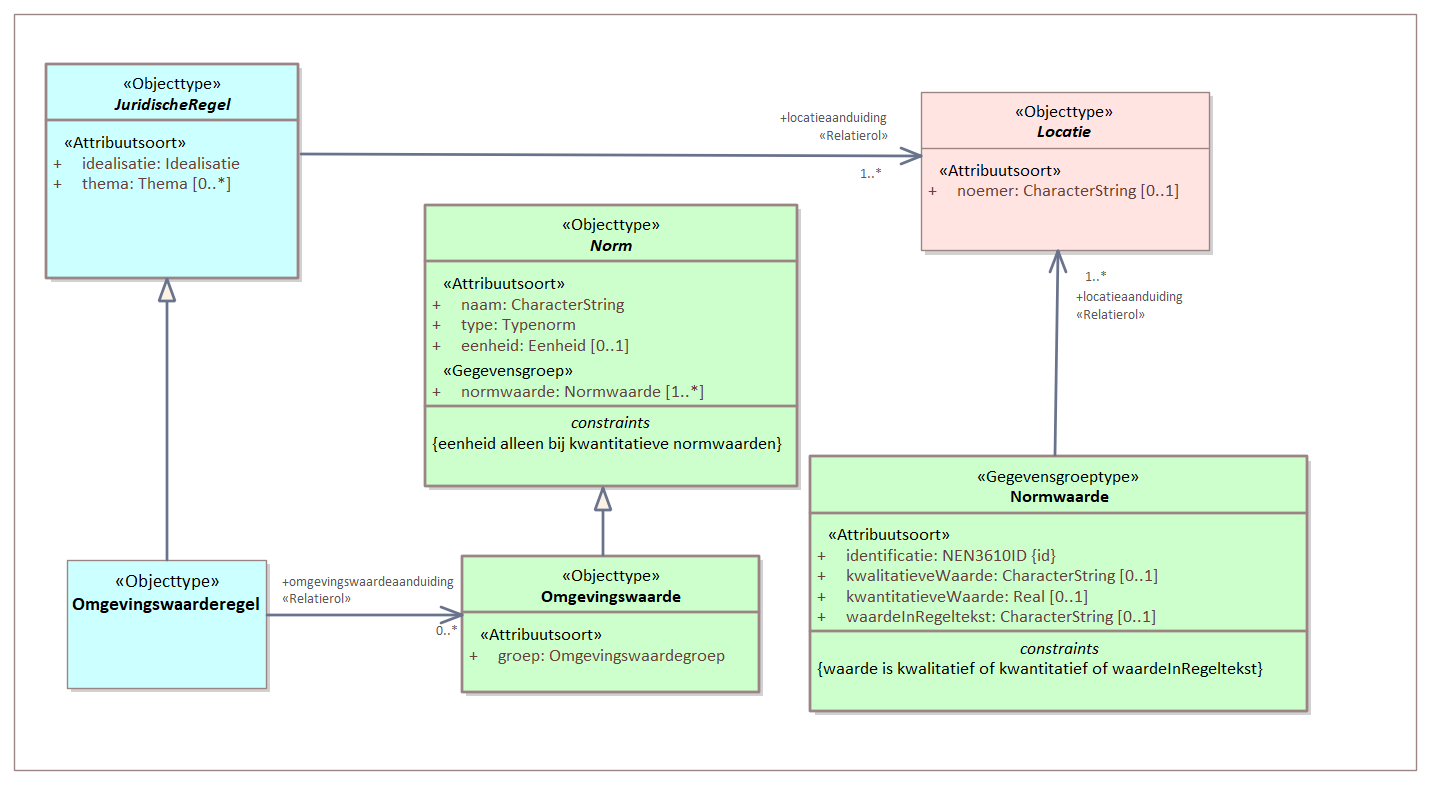 «Objecttype»
JuridischeRegel
«Attribuutsoort»
+ idealisatie: Idealisatie
+ thema: Thema [0..*]
+locatieaanduiding
«Relatierol»
1..*
«Objecttype»
Locatie
«Attribuutsoort»
+ noemer: CharacterString [0..1]
«Objecttype»
Norm
«Attribuutsoort»
+ naam: CharacterString
+ type: Typenorm
+ eenheid: Eenheid [0..1]
«Gegevensgroep»
+ normwaarde: Normwaarde [1..*]
constraints
{eenheid alleen bij kwantitatieve normwaarden}
1..*
+locatieaanduiding
«Relatierol»
«Gegevensgroeptype»
Normwaarde
«Attribuutsoort»
+ identificatie: NEN3610ID {id}
+ kwalitatieveWaarde: CharacterString [0..1]
+ kwantitatieveWaarde: Real [0..1]
+ waardeInRegeltekst: CharacterString [0..1]
constraints
{waarde is kwalitatief of kwantitatief of waardeInRegeltekst}
«Objecttype»
Omgevingswaarderegel
+omgevingswaardeaanduiding
«Relatierol»
0..*
«Objecttype»
Omgevingswaarde
«Attribuutsoort»
+ groep: Omgevingswaardegroep